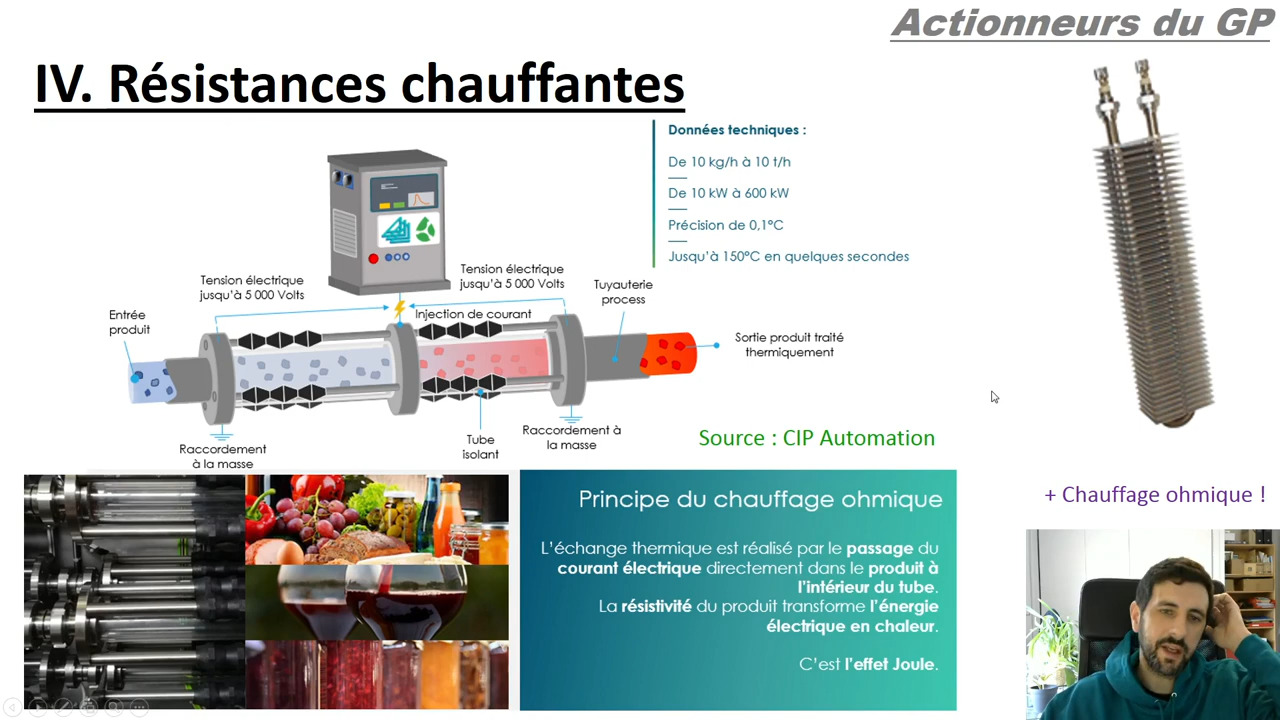 Actionneurs du GP
IV. Résistances chauffantes
Données techniques :
De 10 kg/h à 10 t/h
De 10 kW à 600 kW
Précision de 0,1°C
Jusqu'à 150°C en quelques secondes
Tension électrique
jusqu'à 5 000 Volts
Tension électrique
jusqu'à 5 000 Volts
Tuyauterie
process
Entrée
produit
Injection de courant
Sortie produit traité
thermiquement
Raccordement
à la masse
Tube
isolant
Raccordement à
la masse
Source : CIP Automation
+ Chauffage ohmique !
Principe du chauffage ohmique
L'échange thermique est réalisé par le passage du
courant électrique directement dans le produit à
l'intérieur du tube.
La résistivité du produit transforme l'énergie
électrique en chaleur.
C'est l'effet Joule.